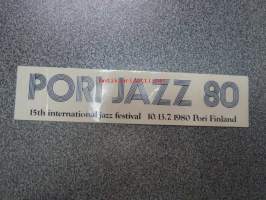 PORI JAZZ 80
15th international jazz festival 10.-13.7 1980 Pori Finland